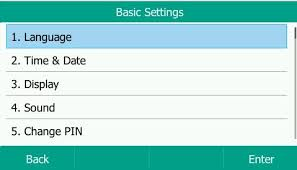 Basic Settings
1. Language
2. Time & Date
3. Display
4. Sound
5. Change PIN
Back
Enter